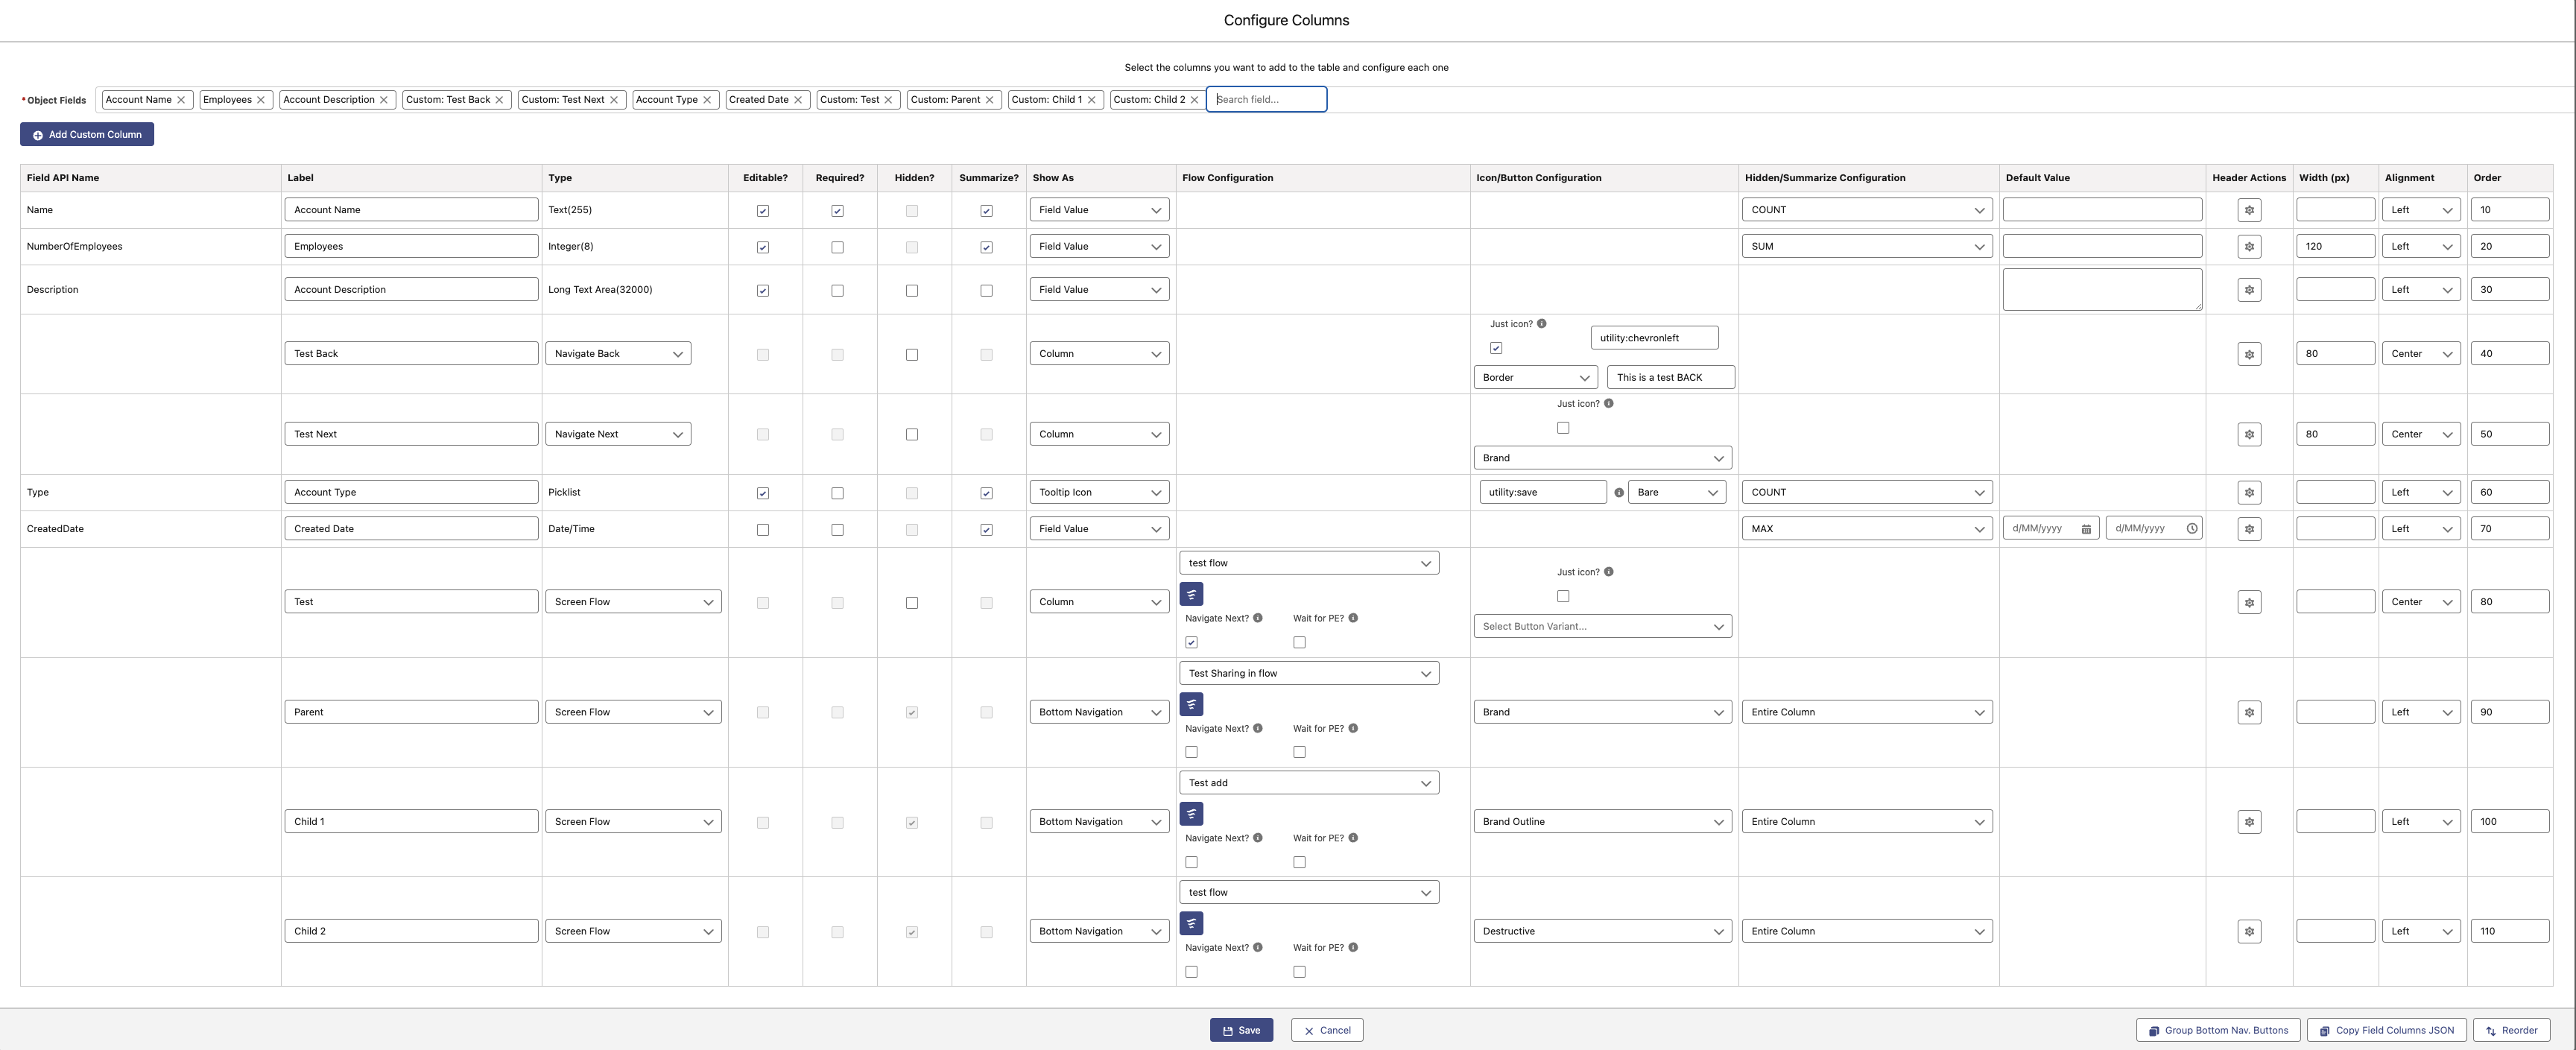 Configure Columns
Select the columns you want to add to the table and configure each one
*Object Fields Account Name Employees Account Description Custom: Test Back Custom: Test Next Account Type Created Date Custom: Test Custom: Parent Custom: Child 1 Custom: Child 2 Search field...
Add Custom Column
Field API Name Label Type Editable? Required? Hidden? Summarize? Show As Flow Configuration Icon/Button Configuration Hidden/Summarize Configuration Default Value Header Actions Width (px) Alignment Order
Name Account Name Text(255) Field Value COUNT Left 10
NumberOfEmployees Employees Integer(8) Field Value SUM 120 Left 20
Description Account Description Long Text Area(32000) Field Value Left 30
Just icon? utility:chevronleft
Test Back Navigate Back Column 80 Center 40
Border This is a test BACK
Just icon?
Test Next Navigate Next Column 80 Center 50
Brand
Type Account Type Picklist Tooltip Icon utility:save Bare COUNT Left 60
CreatedDate Created Date Date/Time Field Value MAX d/MM/yyyy d/MM/yyyy Left 70
test flow
Just icon?
Test Screen Flow Column Center 80
Navigate Next? Wait for PE? Select Button Variant...
Test Sharing in flow
Parent Screen Flow Bottom Navigation Brand Entire Column Left 90
Navigate Next? Wait for PE?
Test add
Child 1 Screen Flow Bottom Navigation Brand Outline Entire Column Left 100
Navigate Next? Wait for PE?
test flow
Child 2 Screen Flow Bottom Navigation Destructive Entire Column Left 110
Navigate Next? Wait for PE?
Save Cancel Group Bottom Nav. Buttons Copy Field Columns JSON Reorder